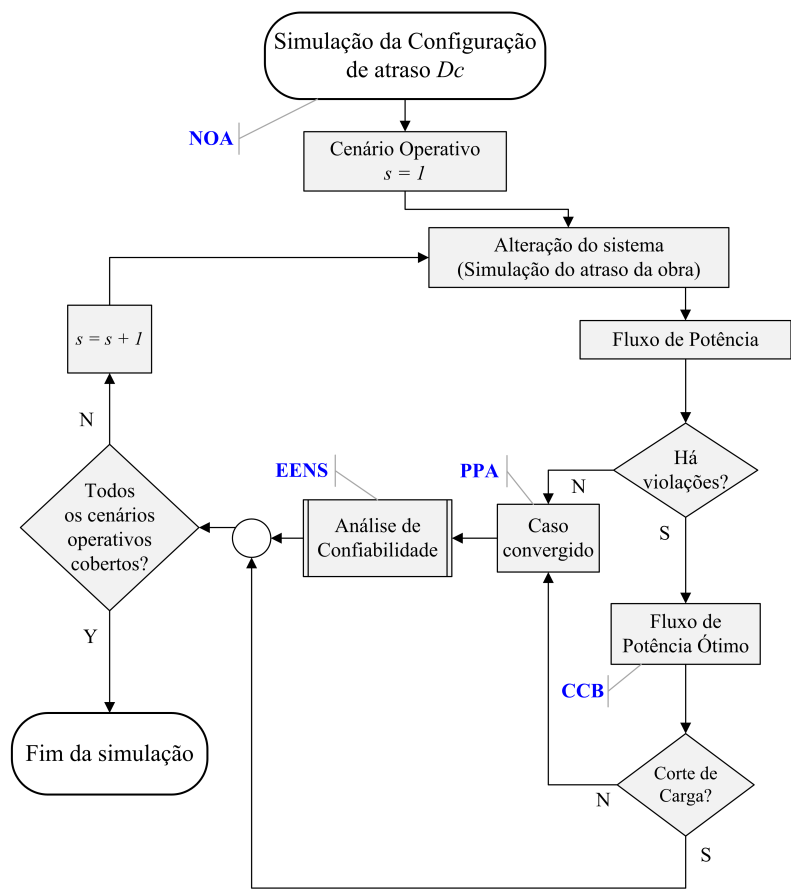 Simulação da Configuração
de atraso Dc
NOA
Cenário Operativo
s = 1
Alteração do sistema
(Simulação do atraso da obra)
s = s + 1
Fluxo de Potência
N
Há
violações?
EENS
PPA
N
Todos
os cenários
operativos
cobertos?
Análise de
Confiabilidade
Caso
convergido
S
Y
Fluxo de
Potência Ótimo
CCB
Fim da simulação
Corte de
Carga?
N
S